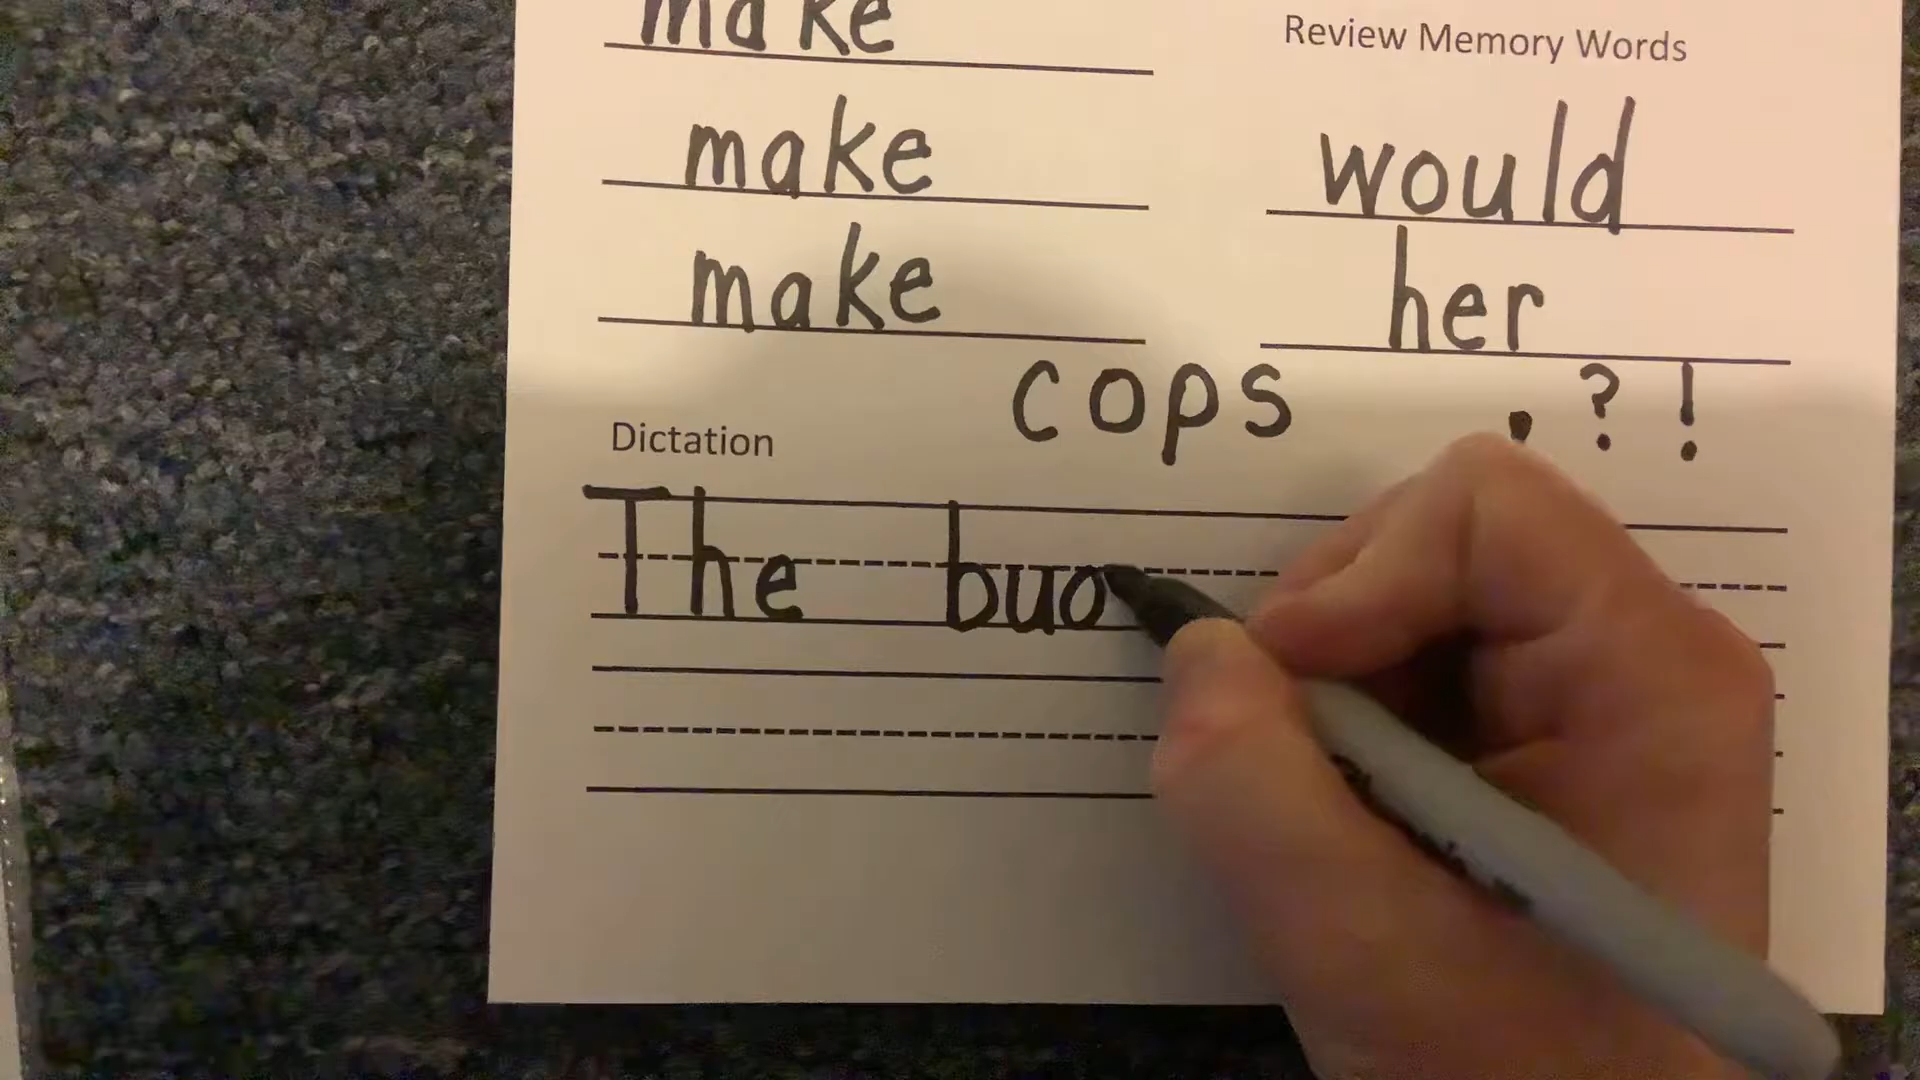 make
Review Memory Words
make
would
make
her
cops . ? !
Dictation
The buo